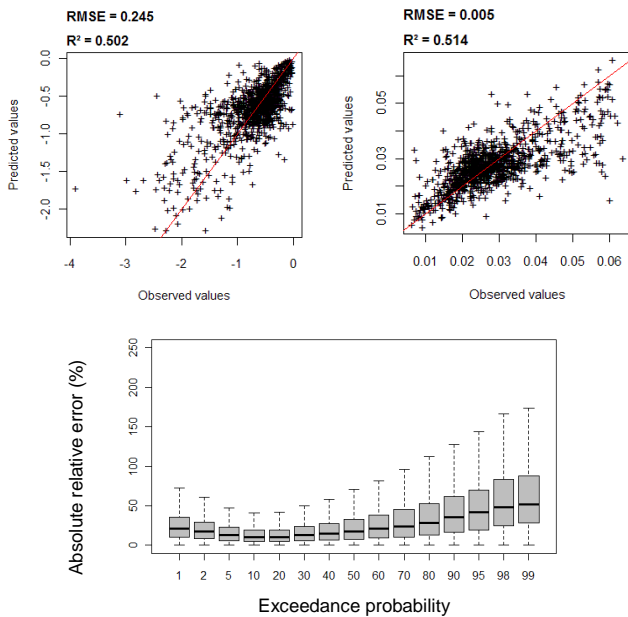 RMSE = 0.245
R² = 0.502
Predicted values
0.0
-0.5
-1.0
-1.5
-2.0
-4 -3 -2 -1 0
Observed values
RMSE = 0.005
R² = 0.514
Predicted values
0.05
0.03
0.01
0.01 0.02 0.03 0.04 0.05 0.06
Observed values
Absolute relative error (%)
250
200
150
100
50
0
1 2 5 10 20 30 40 50 60 70 80 90 95 98 99
Exceedance probability